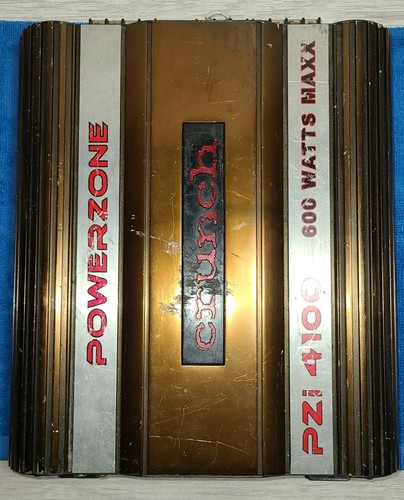 POWERZONE
crunch
PZi 4100 600 WATTS MAXX